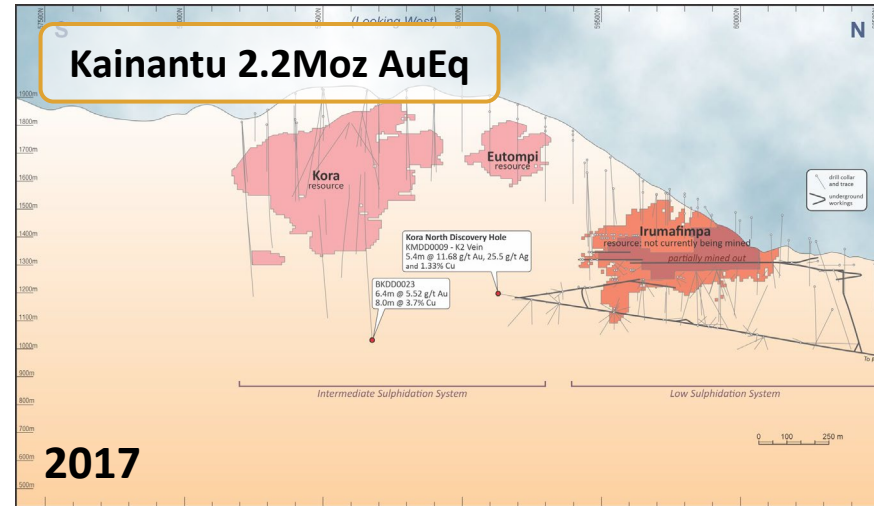 (Looking West)
S
N
Kainantu 2.2Moz AuEq
1900m
1800m
1700m
1600m
1500m
1400m
1300m
1200m
1100m
1000m
900m
800m
700m
600m
500m
59500N
60000N
Kora
resource
Eutompi
resource
Irumafimpa
resource: not currently being mined
partially mined out
drill collar
and trace
underground
workings
Kora North Discovery Hole
KMDD0009 - K2 Vein
5.4m @ 11.68 g/t Au, 25.5 g/t Ag
and 1.33% Cu
BKDD0023
6.4m @ 5.52 g/t Au
8.0m @ 3.7% Cu
To
Intermediate Sulphidation System
Low Sulphidation System
0 100 250 m
2017